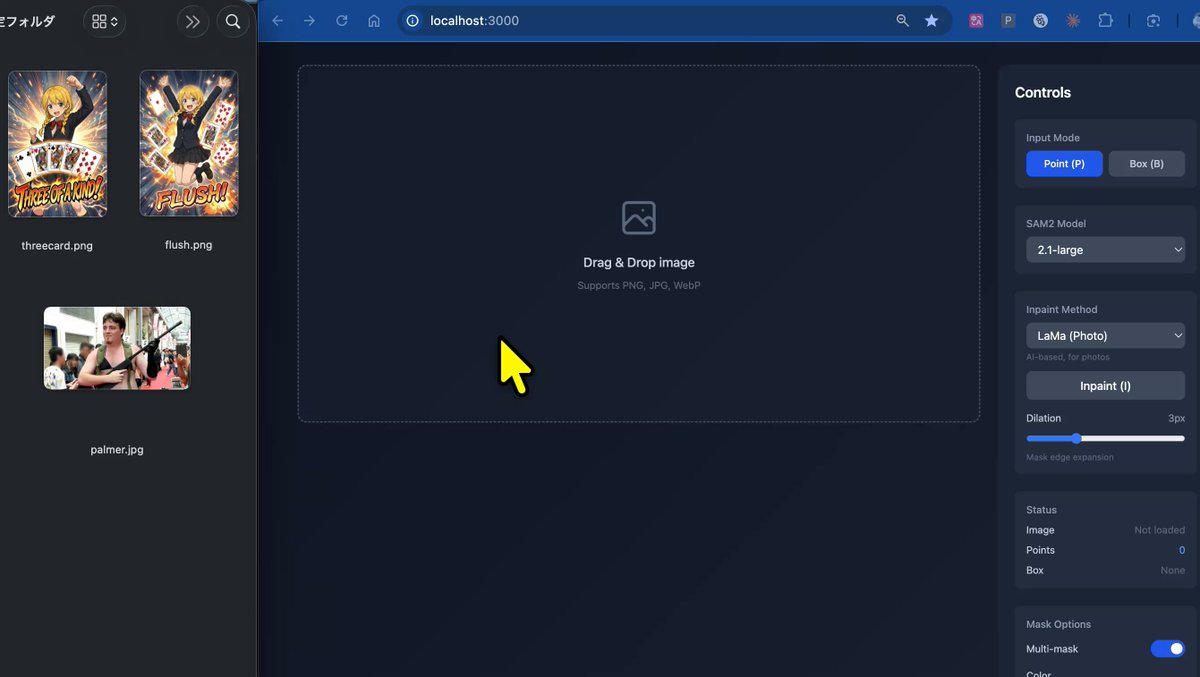 定フォルダ
THREE OF A KIND!
FLUSH!
threecard.png
flush.png
palmer.jpg
localhost:3000
P
Drag & Drop image
Supports PNG, JPG, WebP
Controls
Input Mode
Point (P)
Box (B)
SAM2 Model
2.1-large
Inpaint Method
LaMa (Photo)
AI-based, for photos
Inpaint (I)
Dilation 3px
Mask edge expansion
Status
Image Not loaded
Points 0
Box None
Mask Options
Multi-mask
Color